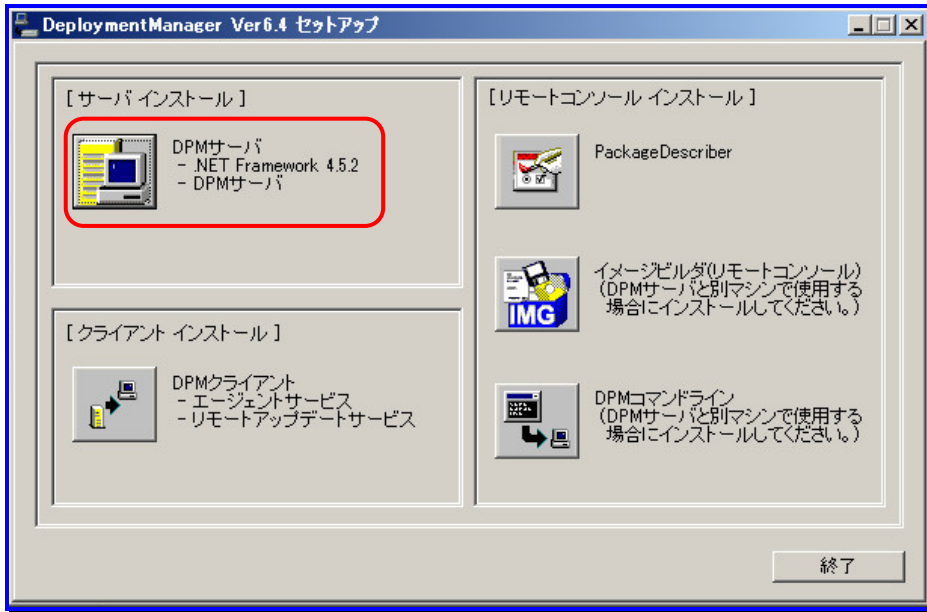 DeploymentManager Ver6.4 セットアップ
[ サーバ インストール ]
DPMサーバ
- .NET Framework 4.5.2
- DPMサーバ
[ クライアント インストール ]
DPMクライアント
- エージェントサービス
- リモートアップデートサービス
[ リモートコンソール インストール ]
PackageDescriber
イメージビルダ(リモートコンソール)
(DPMサーバと別マシンで使用する
場合にインストールしてください。)
IMG
DPMコマンドライン
(DPMサーバと別マシンで使用する
場合にインストールしてください。)
終了